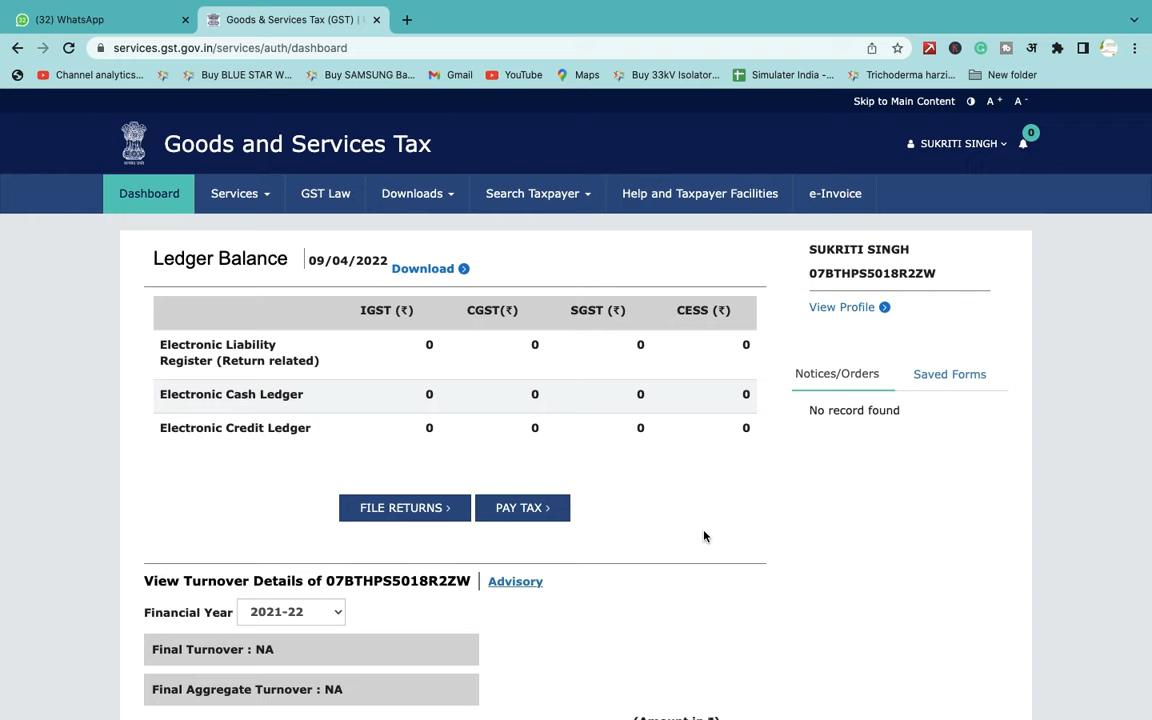 (32) WhatsApp
Goods & Services Tax (GST) |
services.gst.gov.in/services/auth/dashboard
Channel analytics...
Buy BLUE STAR W...
Buy SAMSUNG Ba...
Gmail
YouTube
Maps
Buy 33kV Isolator...
Simulater India -...
Trichoderma harzi...
New folder
Skip to Main Content A+ A-
Goods and Services Tax
SUKRITI SINGH
0
Dashboard Services GST Law Downloads Search Taxpayer Help and Taxpayer Facilities e-Invoice
Ledger Balance 09/04/2022 Download
IGST (₹) CGST(₹) SGST (₹) CESS (₹)
Electronic Liability
Register (Return related) 0 0 0 0
Electronic Cash Ledger 0 0 0 0
Electronic Credit Ledger 0 0 0 0
FILE RETURNS > PAY TAX >
SUKRITI SINGH
07BTHPS5018R2ZW
View Profile
Notices/Orders Saved Forms
No record found
View Turnover Details of 07BTHPS5018R2ZW Advisory
Financial Year 2021-22
Final Turnover : NA
Final Aggregate Turnover : NA
(Amount in ₹)